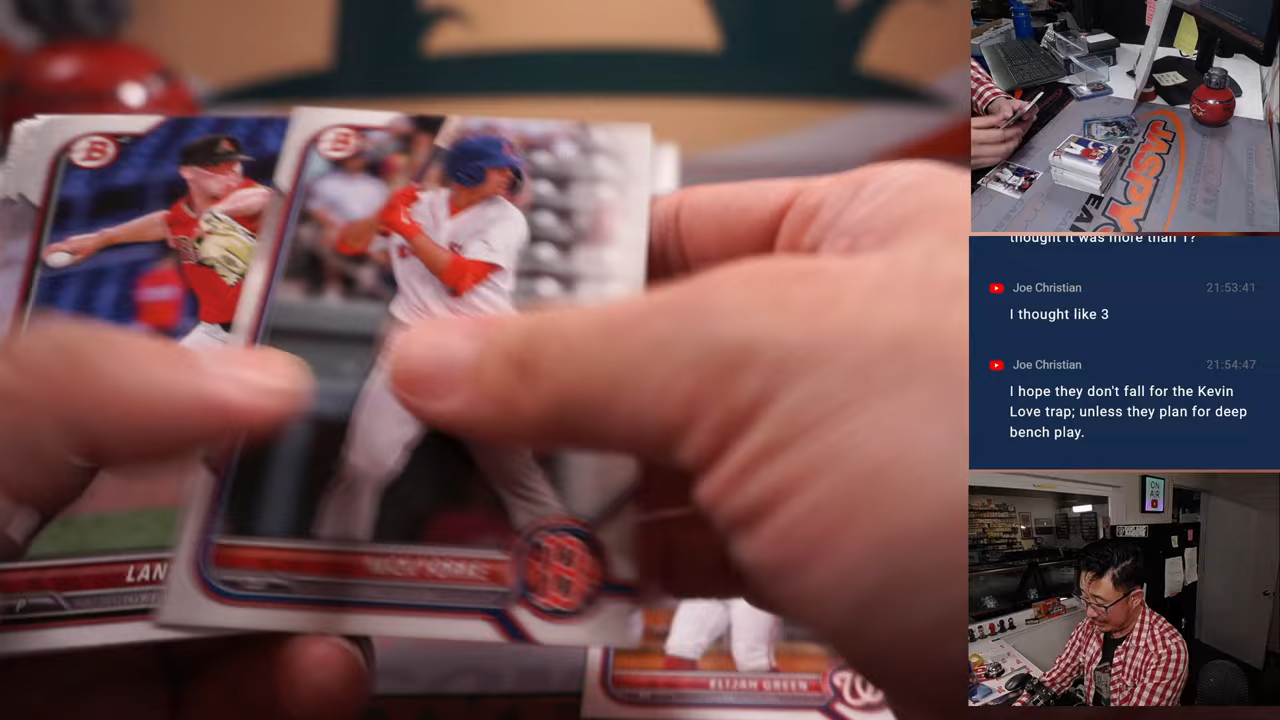 B
B
LAN
P
B
ELIJAH GREEN
W
JASPY
thought it was more than 1?
Joe Christian
21:53:41
I thought like 3
Joe Christian
21:54:47
I hope they don't fall for the Kevin
Love trap; unless they plan for deep
bench play.
ON
AIR